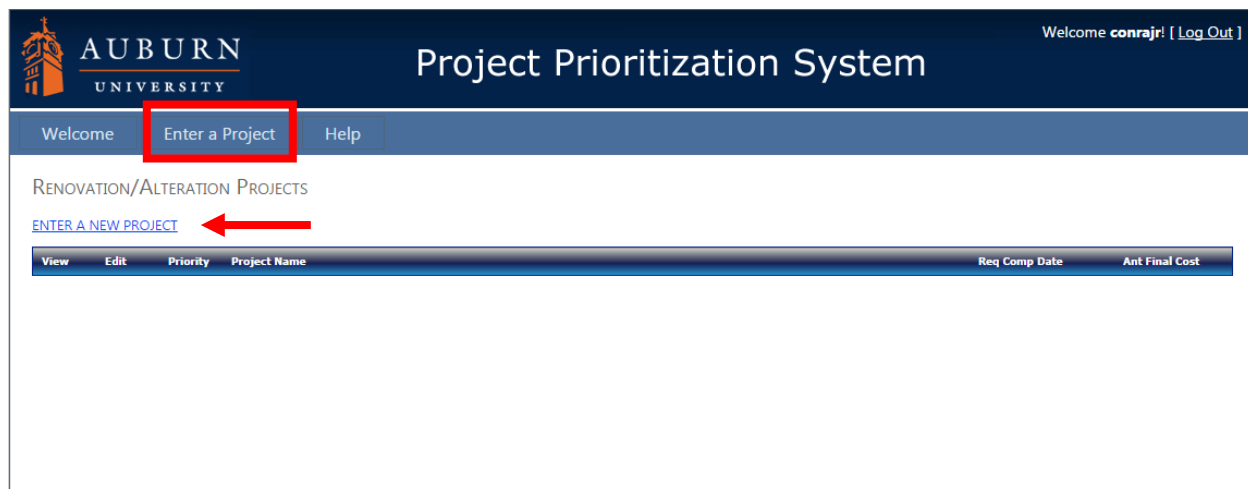 AUBURN
UNIVERSITY
Project Prioritization System
Welcome conrajr! [ Log Out ]
Welcome Enter a Project Help
RENOVATION/ALTERATION PROJECTS
ENTER A NEW PROJECT
View Edit Priority Project Name Req Comp Date Ant Final Cost